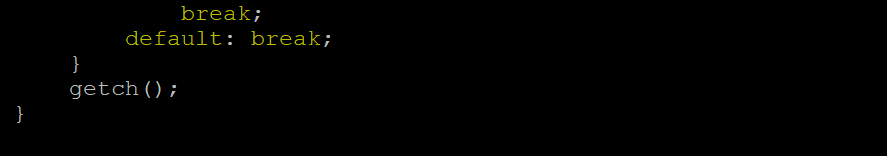 break;
default: break;
}
getch();
}